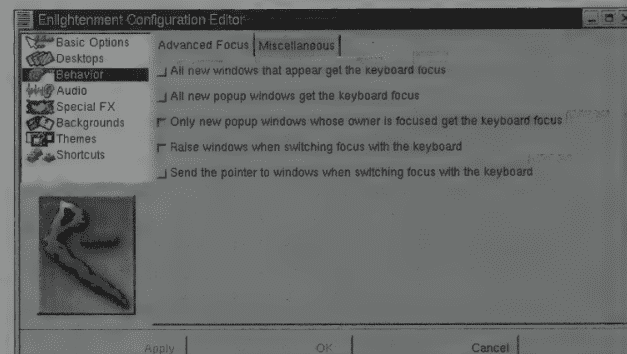 Enlightenment Configuration Editor
Basic Options
Desktops
Behavior
Audio
Special FX
Backgrounds
Themes
Shortcuts
Advanced Focus
Miscellaneous
All new windows that appear get the keyboard focus
All new popup windows get the keyboard focus
Only new popup windows whose owner is focused get the keyboard focus
Raise windows when switching focus with the keyboard
Send the pointer to windows when switching focus with the keyboard
Apply
OK
Cancel